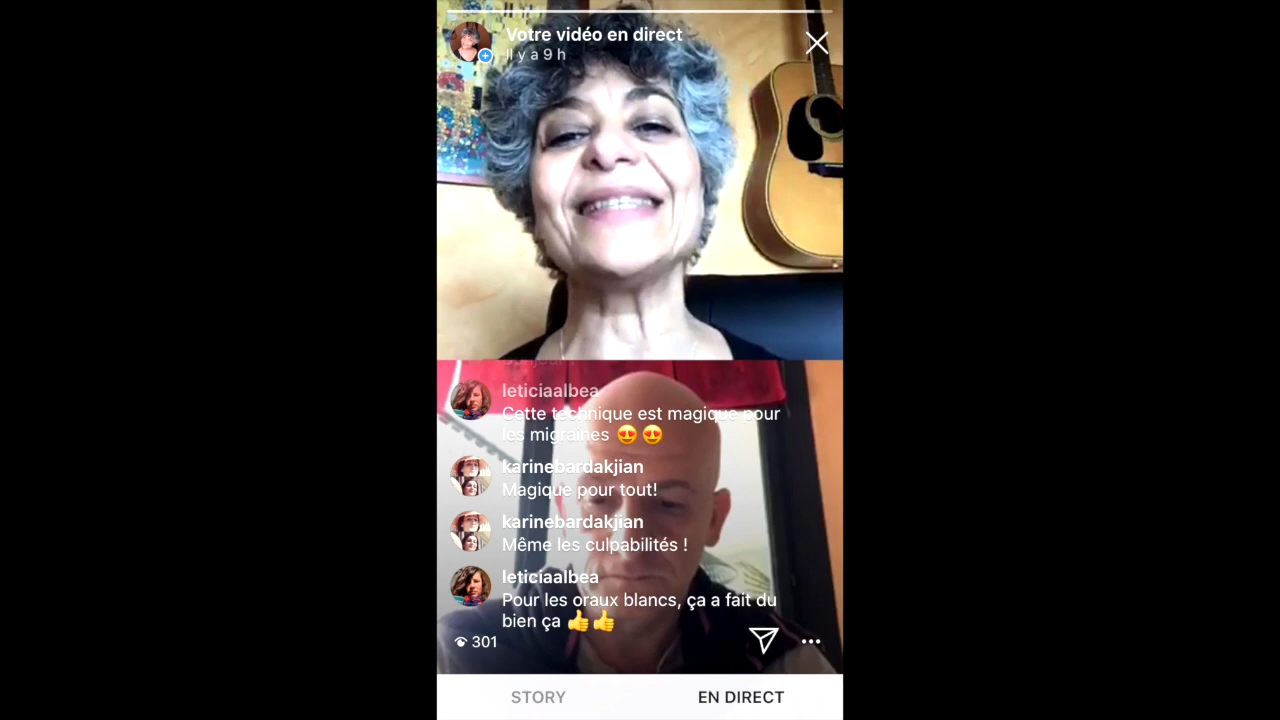 Votre vidéo en direct
Il y a 9 h
leticiaalbea
Cette technique est magique pour
les migraines 😍 😍
karinebardakjian
Magique pour tout!
karinebardakjian
Même les culpabilités !
leticiaalbea
Pour les oraux blancs, ça a fait du
bien ça 👍👍
301
STORY
EN DIRECT